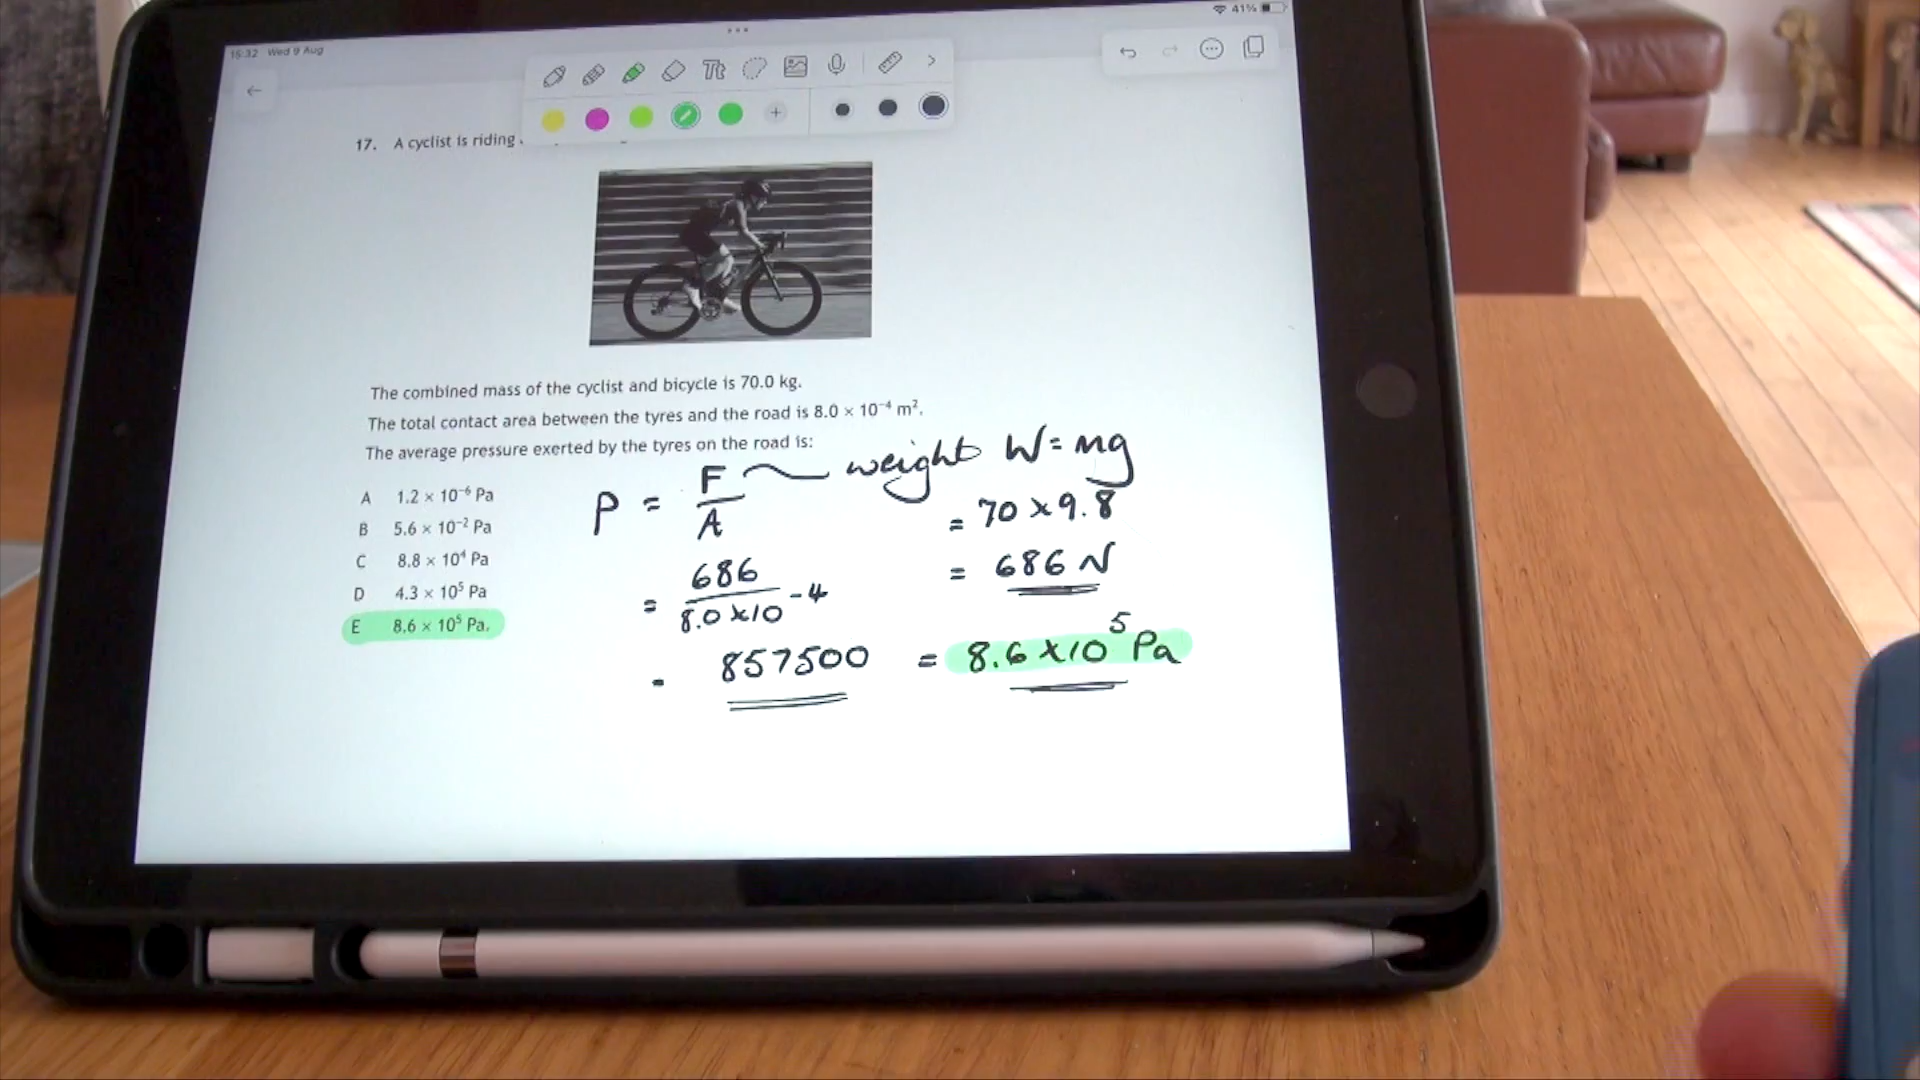 15:32 Wed 9 Aug
41%
Tt
17. A cyclist is riding
The combined mass of the cyclist and bicycle is 70.0 kg.
The total contact area between the tyres and the road is 8.0 × 10⁻⁴ m².
The average pressure exerted by the tyres on the road is:
A 1.2 × 10⁻⁶ Pa
B 5.6 × 10⁻² Pa
C 8.8 × 10⁴ Pa
D 4.3 × 10⁵ Pa
E 8.6 × 10⁵ Pa.
P = F/A weight W = mg
= 70 × 9.8
= 686 / 8.0 × 10⁻⁴
= 686 N
= 857500 = 8.6 × 10⁵ Pa